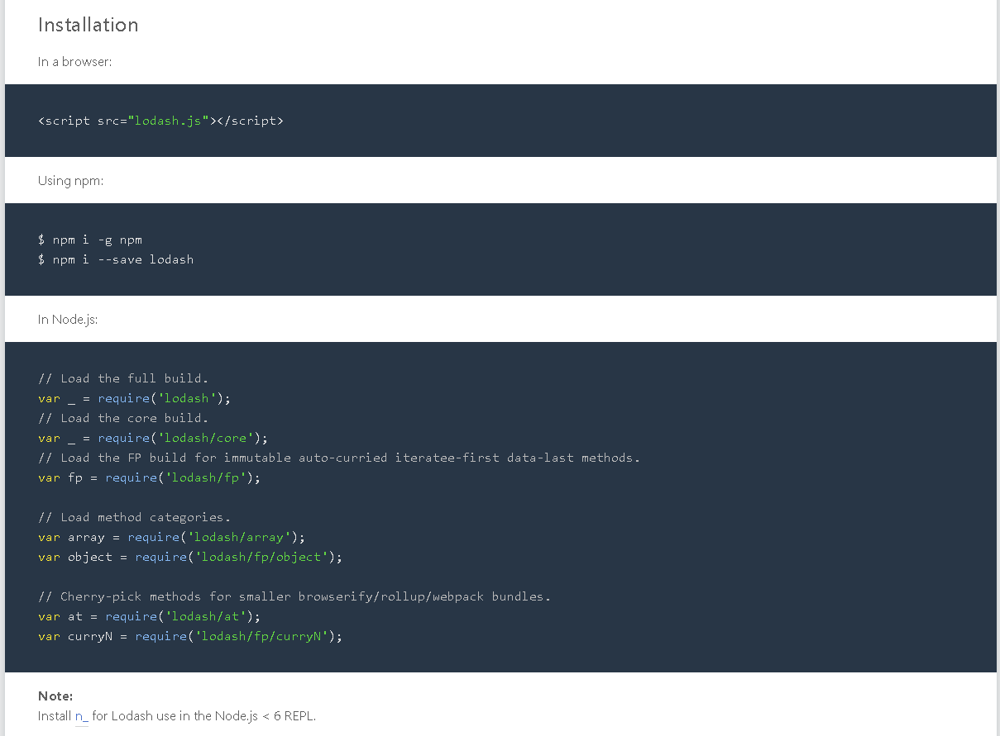 Installation
In a browser:
<script src="lodash.js"></script>
Using npm:
$ npm i -g npm
$ npm i --save lodash
In Node.js:
// Load the full build.
var _ = require('lodash');
// Load the core build.
var _ = require('lodash/core');
// Load the FP build for immutable auto-curried iteratee-first data-last methods.
var fp = require('lodash/fp');
// Load method categories.
var array = require('lodash/array');
var object = require('lodash/fp/object');
// Cherry-pick methods for smaller browserify/rollup/webpack bundles.
var at = require('lodash/at');
var curryN = require('lodash/fp/curryN');
Note:
Install n_ for Lodash use in the Node.js < 6 REPL.